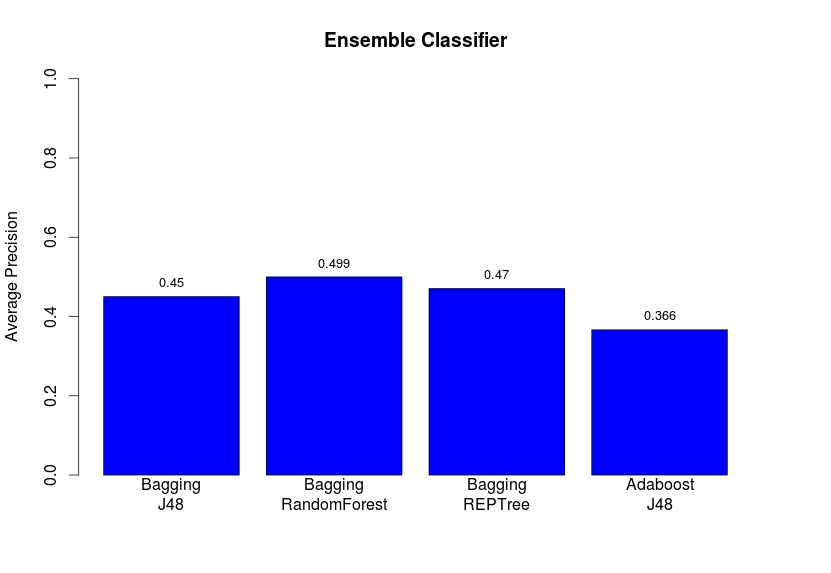 Ensemble Classifier
Average Precision
1.0
0.8
0.6
0.4
0.2
0.0
0.45
0.499
0.47
0.366
Bagging
J48
Bagging
RandomForest
Bagging
REPTree
Adaboost
J48